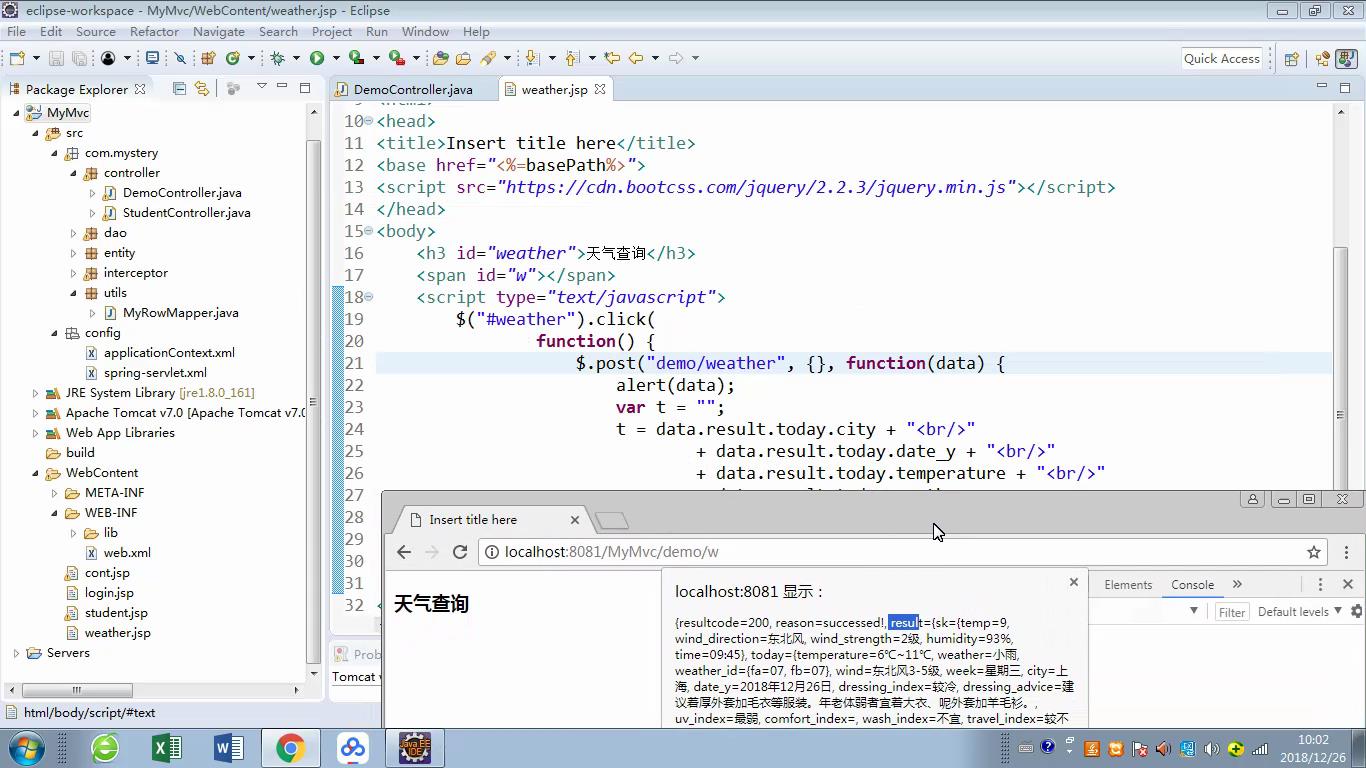 eclipse-workspace - MyMvc/WebContent/weather.jsp - Eclipse
File Edit Source Refactor Navigate Search Project Run Window Help
Quick Access
Package Explorer
MyMvc
src
com.mystery
controller
DemoController.java
StudentController.java
dao
entity
interceptor
utils
MyRowMapper.java
config
applicationContext.xml
spring-servlet.xml
JRE System Library [jre1.8.0_161]
Apache Tomcat v7.0 [Apache Tomcat v7.0
Web App Libraries
build
WebContent
META-INF
WEB-INF
lib
web.xml
cont.jsp
login.jsp
student.jsp
weather.jsp
Servers
DemoController.java weather.jsp
9 <html>
10 <head>
11 <title>Insert title here</title>
12 <base href="<%=basePath%>">
13 <script src="https://cdn.bootcss.com/jquery/2.2.3/jquery.min.js"></script>
14 </head>
15 <body>
16 <h3 id="weather">天气查询</h3>
17 <span id="w"></span>
18 <script type="text/javascript">
19 $("#weather").click(
20 function() {
21 $.post("demo/weather", {}, function(data) {
22 alert(data);
23 var t = "";
24 t = data.result.today.city + "<br/>"
25 + data.result.today.date_y + "<br/>"
26 + data.result.today.temperature + "<br/>"
27
28
29
30
31
32
Prob
Tomcat v
Insert title here
localhost:8081/MyMvc/demo/w
天气查询
localhost:8081 显示：
{resultcode=200, reason=successed!, result={sk={temp=9,
wind_direction=东北风, wind_strength=2级, humidity=93%,
time=09:45}, today={temperature=6℃~11℃, weather=小雨,
weather_id={fa=07, fb=07}, wind=东北风3-5级, week=星期三, city=上
海, date_y=2018年12月26日, dressing_index=较冷, dressing_advice=建
议着厚外套加毛衣等服装。年老体弱者宜着大衣、呢外套加羊毛衫。,
uv_index=最弱, comfort_index=, wash_index=不宜, travel_index=较不
Elements Console
Filter Default levels
html/body/script/#text
Java EE
IDE
10:02
2018/12/26